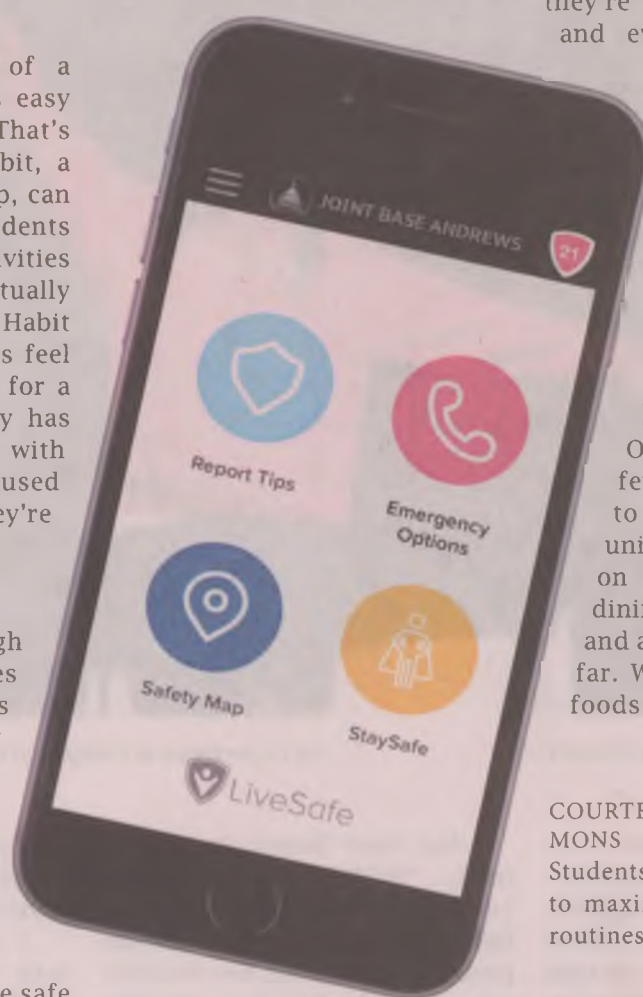 they're
and
of a
easy
That's
bit, a
p, can
dents
vities
tually
Habit
s feel
for a
y has
with
used
ey're
gh
es
s
e safe
JOINT BASE ANDREWS
21
Report Tips
Emergency
Options
Safety Map
StaySafe
LiveSafe
O
fe
to
uni
on
dini
and a
far. W
foods
COURTE
MONS
Students
to maxi
routines